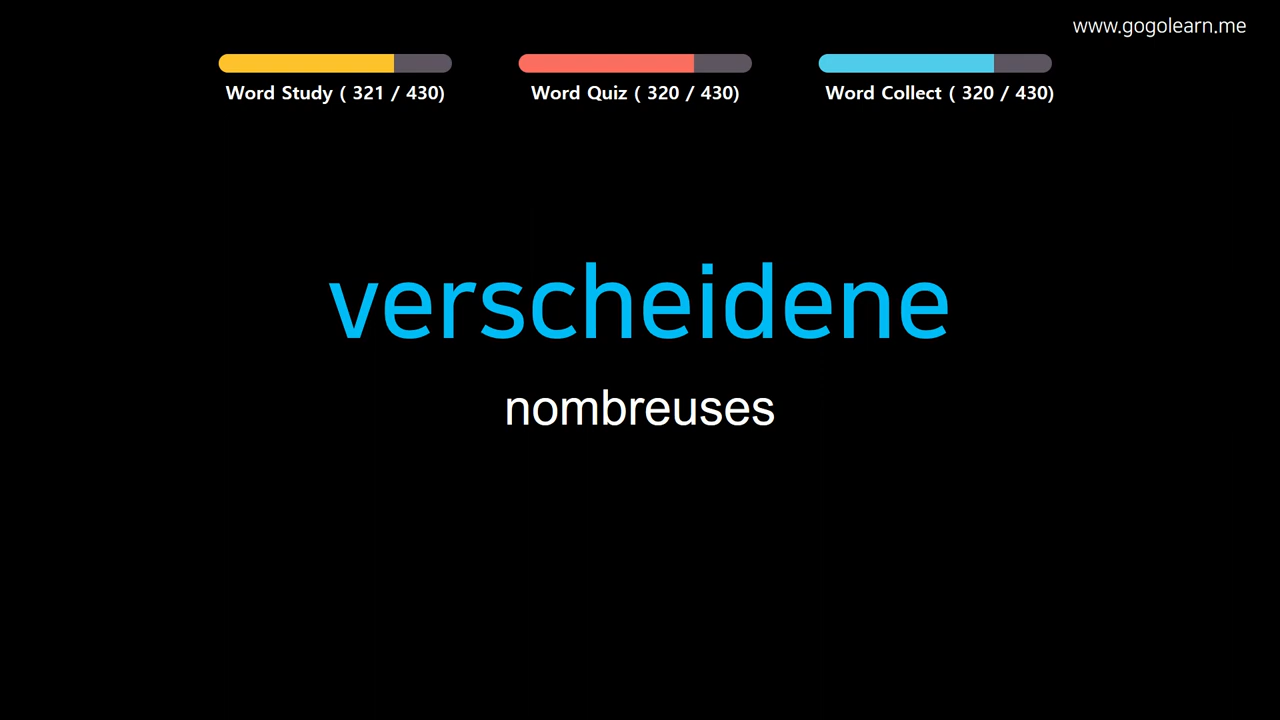 www.gogolearn.me
Word Study ( 321 / 430)
Word Quiz ( 320 / 430)
Word Collect ( 320 / 430)
verscheidene
nombreuses